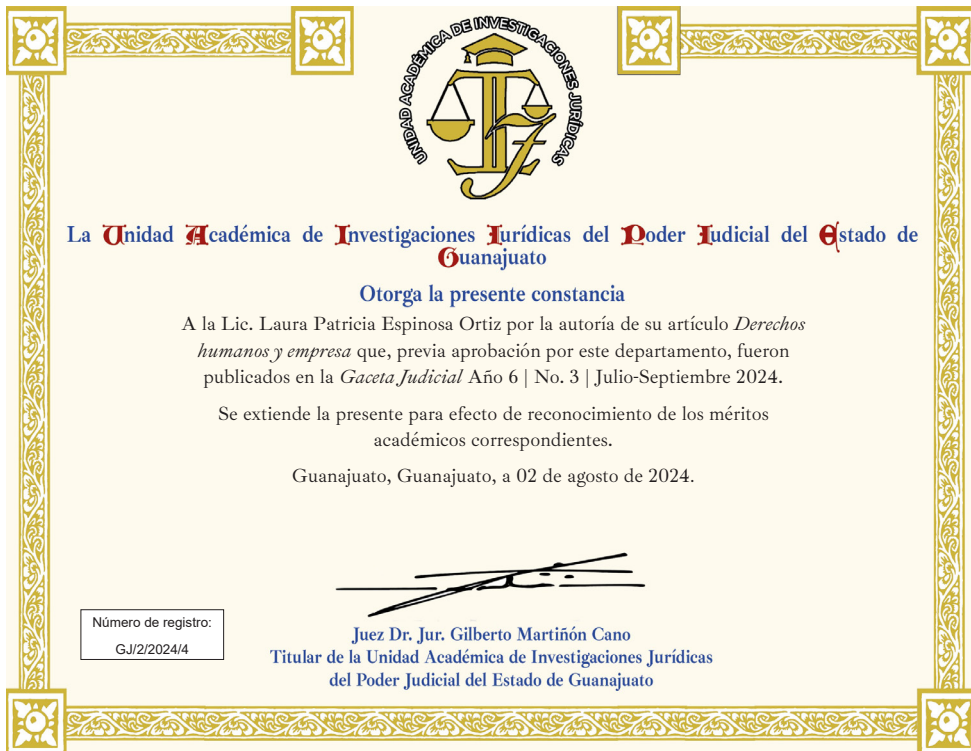 UNIDAD ACADÉMICA DE INVESTIGACIONES JURÍDICAS
La Unidad Académica de Investigaciones Jurídicas del Poder Judicial del Estado de
Guanajuato
Otorga la presente constancia
A la Lic. Laura Patricia Espinosa Ortiz por la autoría de su artículo Derechos
humanos y empresa que, previa aprobación por este departamento, fueron
publicados en la Gaceta Judicial Año 6 | No. 3 | Julio-Septiembre 2024.
Se extiende la presente para efecto de reconocimiento de los méritos
académicos correspondientes.
Guanajuato, Guanajuato, a 02 de agosto de 2024.
Número de registro:
GJ/2/2024/4
Juez Dr. Jur. Gilberto Martiñón Cano
Titular de la Unidad Académica de Investigaciones Jurídicas
del Poder Judicial del Estado de Guanajuato